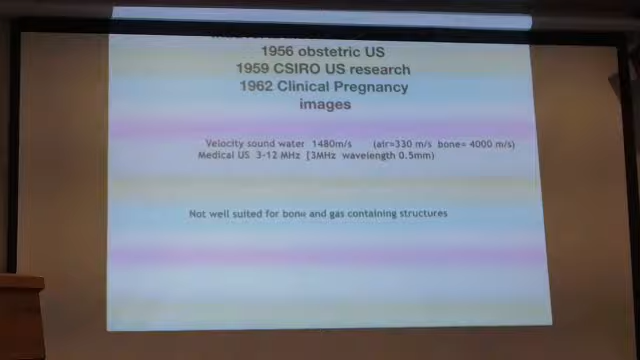 1956 obstetric US
1959 CSIRO US research
1962 Clinical Pregnancy
images
Velocity sound water 1480m/s (air=330 m/s bone= 4000 m/s)
Medical US 3-12 MHz [3MHz wavelength 0.5mm)
Not well suited for bone and gas containing structures